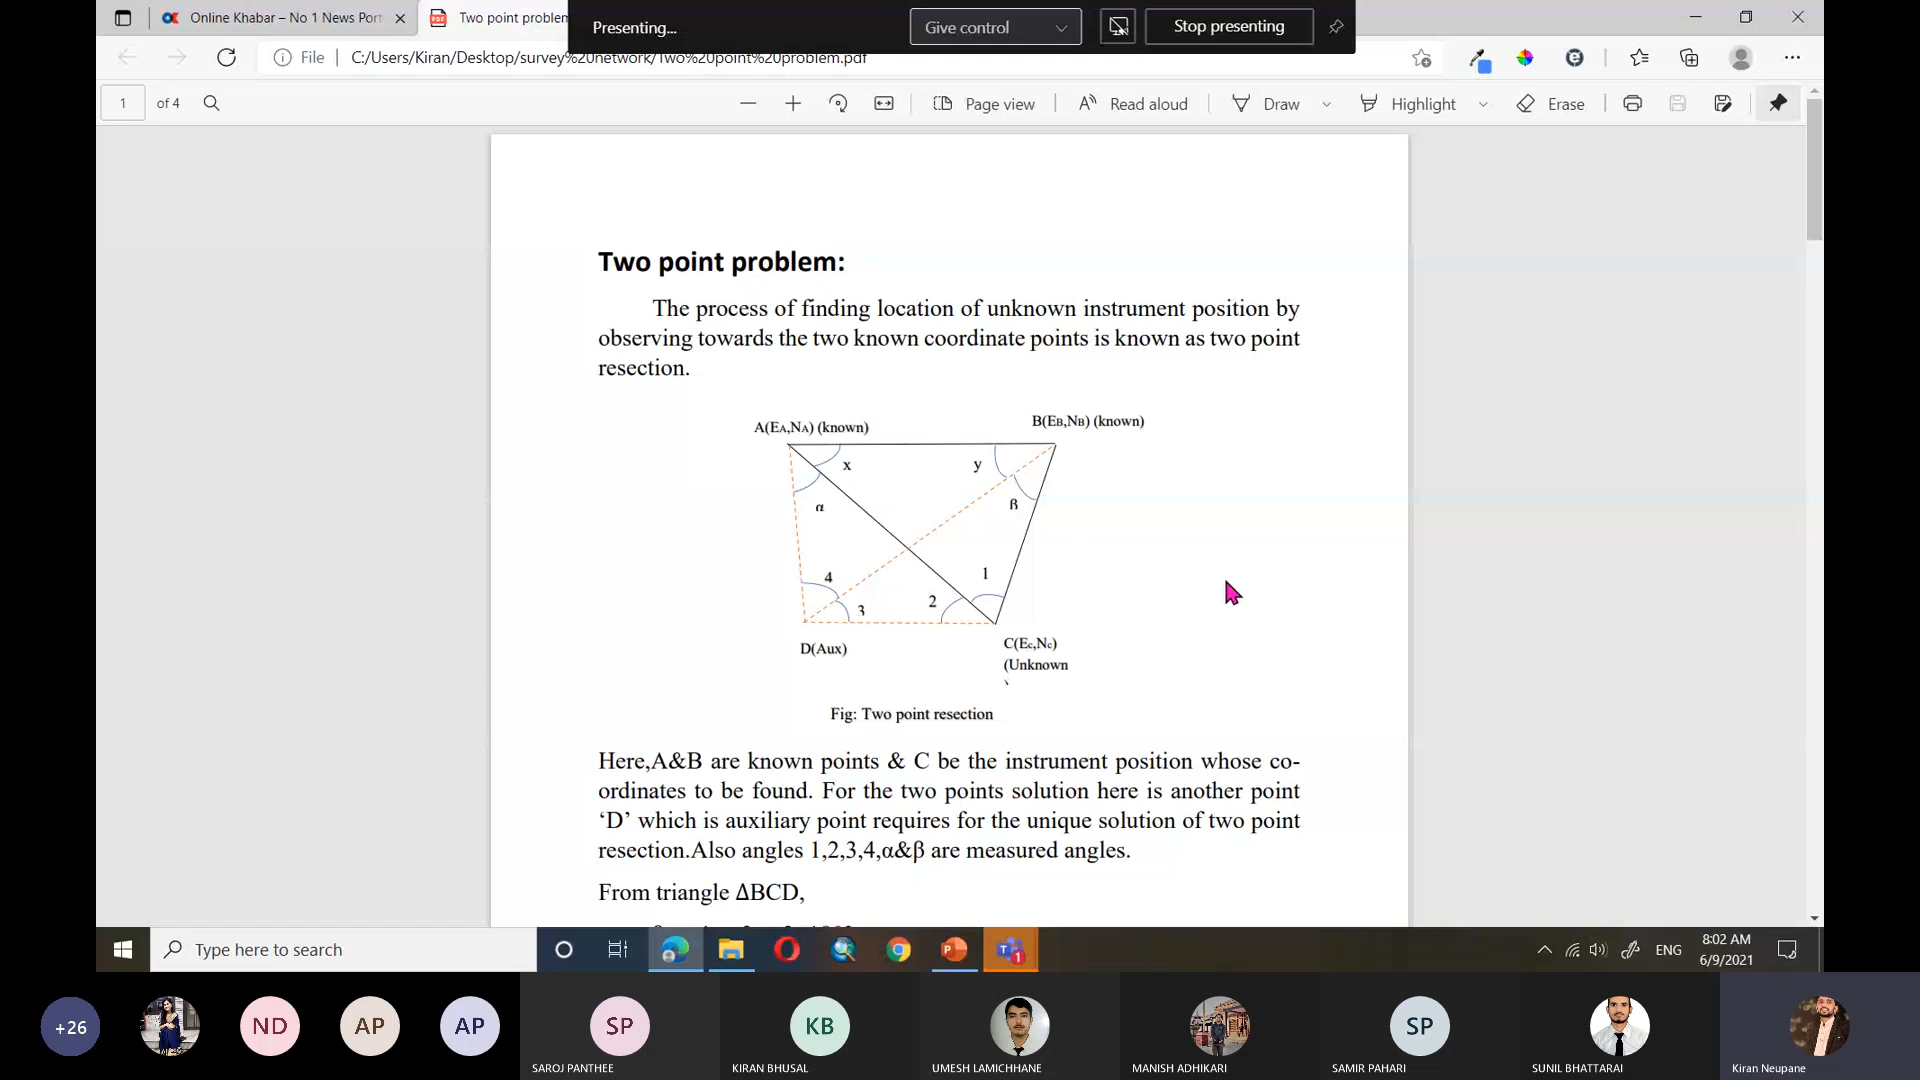 Online Khabar – No 1 News Port
Two point problem
Presenting...
Give control
Stop presenting
File
C:/Users/Kiran/Desktop/survey%20network/Two%20point%20problem.pdf
1
of 4
Page view
Read aloud
Draw
Highlight
Erase
Two point problem:
The process of finding location of unknown instrument position by
observing towards the two known coordinate points is known as two point
resection.
A(EA,NA) (known)
B(EB,NB) (known)
x
y
α
β
4
3
2
1
D(Aux)
C(Ec,Nc)
(Unknown
)
Fig: Two point resection
Here,A&B are known points & C be the instrument position whose co-
ordinates to be found. For the two points solution here is another point
‘D’ which is auxiliary point requires for the unique solution of two point
resection.Also angles 1,2,3,4,α&β are measured angles.
From triangle ΔBCD,
Type here to search
1
ENG
8:02 AM
6/9/2021
+26
ND
AP
AP
SP
SAROJ PANTHEE
KB
KIRAN BHUSAL
UMESH LAMICHHANE
MANISH ADHIKARI
SP
SAMIR PAHARI
SUNIL BHATTARAI
Kiran Neupane